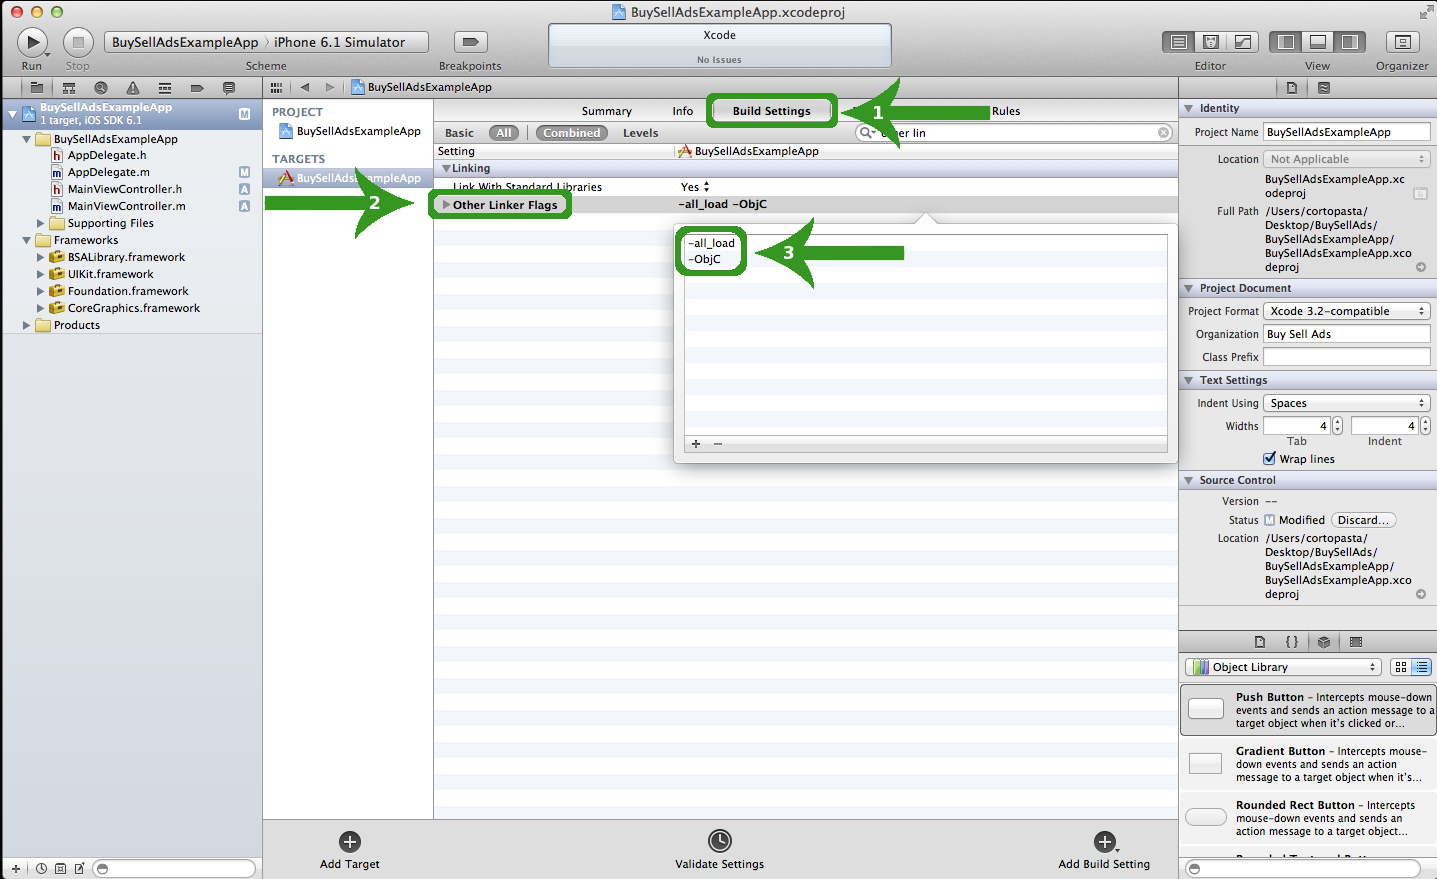 BuySellAdsExampleApp.xcodeproj
BuySellAdsExampleApp iPhone 6.1 Simulator
Xcode
No Issues
Run
Stop
Scheme
Breakpoints
Editor
View
Organizer
BuySellAdsExampleApp
BuySellAdsExampleApp
1 target, iOS SDK 6.1
M
BuySellAdsExampleApp
AppDelegate.h
AppDelegate.m
M
MainViewController.h
A
MainViewController.m
A
Supporting Files
Frameworks
BSALibrary.framework
UIKit.framework
Foundation.framework
CoreGraphics.framework
Products
PROJECT
BuySellAdsExampleApp
TARGETS
BuySellAdsExampleApp
Summary
Info
Build Settings
1
Rules
Basic
All
Combined
Levels
lin
Setting
BuySellAdsExampleApp
Linking
Link With Standard Libraries
Yes
2
Other Linker Flags
-all_load -ObjC
-all_load
-ObjC
3
Add Target
Validate Settings
Add Build Setting
Identity
Project Name BuySellAdsExampleApp
Location Not Applicable
BuySellAdsExampleApp.xc
odeproj
Full Path /Users/cortopasta/
Desktop/BuySellAds/
BuySellAdsExampleApp/
BuySellAdsExampleApp.xco
deproj
Project Document
Project Format Xcode 3.2-compatible
Organization Buy Sell Ads
Class Prefix
Text Settings
Indent Using Spaces
Widths 4 4
Tab Indent
Wrap lines
Source Control
Version --
Status M Modified Discard...
Location /Users/cortopasta/
Desktop/BuySellAds/
BuySellAdsExampleApp/
BuySellAdsExampleApp.xco
deproj
{ }
Object Library
Push Button - Intercepts mouse-down
events and sends an action message to a
target object when it's clicked or...
Gradient Button - Intercepts mouse-
down events and sends an action
message to a target object when it's...
Rounded Rect Button - Intercepts
mouse-down events and sends an
action message to a target object...